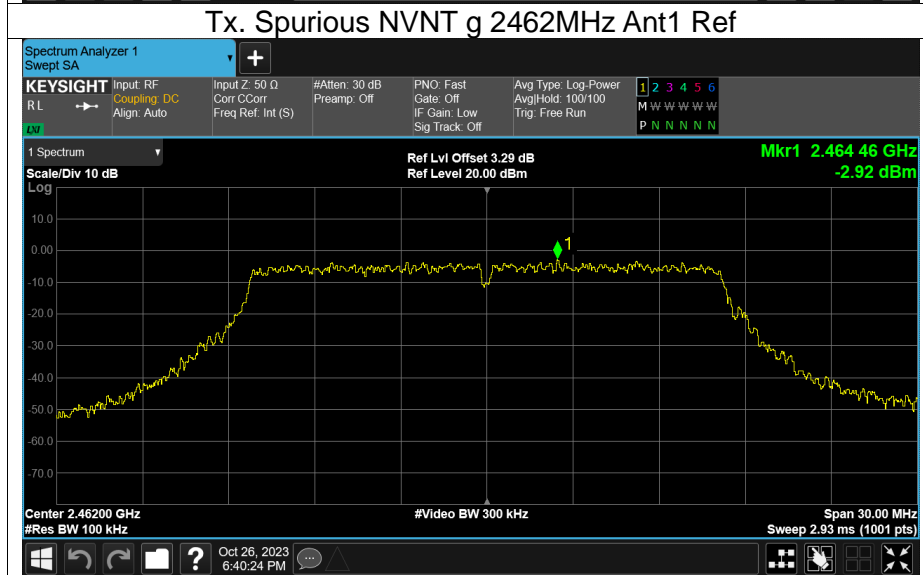 Tx. Spurious NVNT g 2462MHz Ant1 Ref
Spectrum Analyzer 1
Swept SA
+
KEYSIGHT
R L
LXI
Input: RF
Coupling: DC
Align: Auto
Input Z: 50 Ω
Corr CCorr
Freq Ref: Int (S)
#Atten: 30 dB
Preamp: Off
PNO: Fast
Gate: Off
IF Gain: Low
Sig Track: Off
Avg Type: Log-Power
Avg|Hold: 100/100
Trig: Free Run
1 2 3 4 5 6
M W W W W W
P N N N N N
1 Spectrum
Scale/Div 10 dB
Ref Lvl Offset 3.29 dB
Ref Level 20.00 dBm
Mkr1 2.464 46 GHz
-2.92 dBm
Log
10.0
0.00
1
-10.0
-20.0
-30.0
-40.0
-50.0
-60.0
-70.0
Center 2.46200 GHz
#Video BW 300 kHz
Span 30.00 MHz
#Res BW 100 kHz
Sweep 2.93 ms (1001 pts)
?
Oct 26, 2023
6:40:24 PM